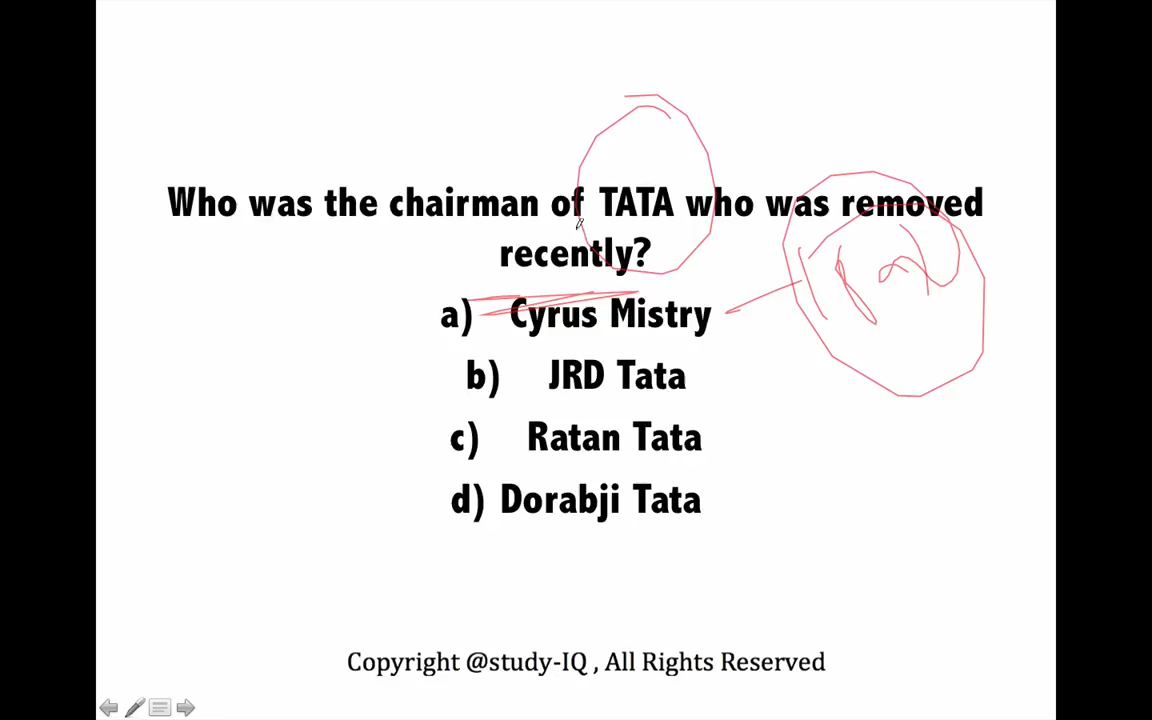 Who was the chairman of TATA who was removed
recently?
a) Cyrus Mistry
b) JRD Tata
c) Ratan Tata
d) Dorabji Tata
Copyright @study-IQ , All Rights Reserved